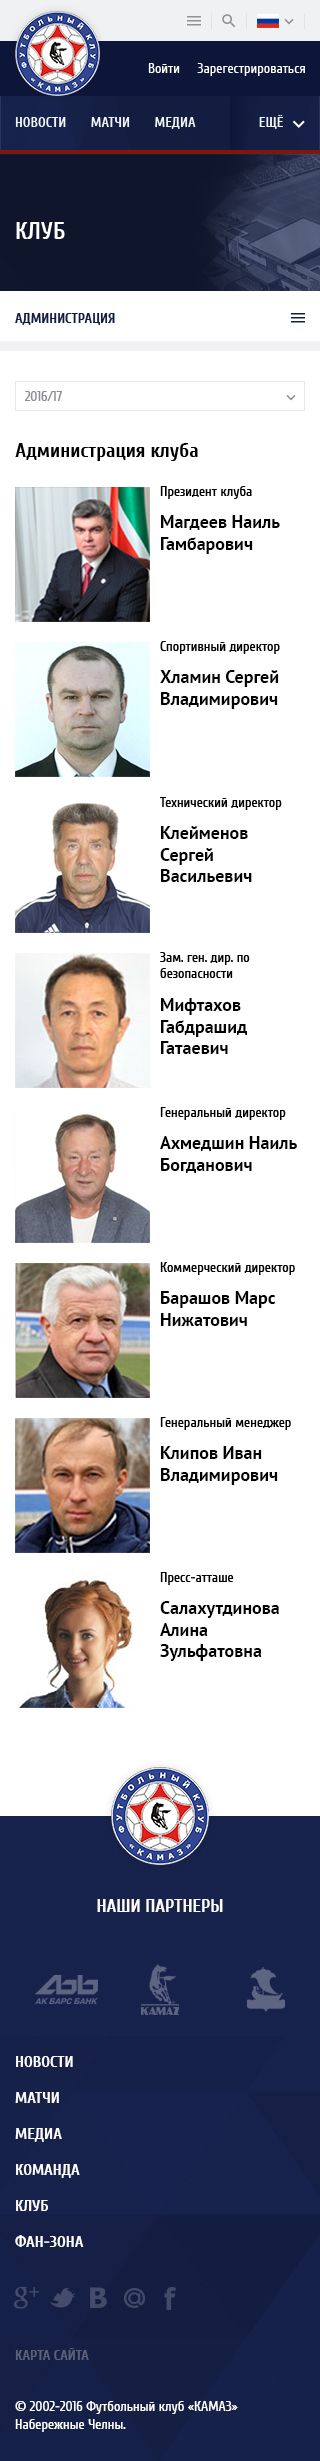 ФУТБОЛЬНЫЙ КЛУБ
«КАМАЗ»
Войти Зарегестрироваться
НОВОСТИ МАТЧИ МЕДИА ЕЩЁ
КЛУБ
АДМИНИСТРАЦИЯ
2016/17
Администрация клуба
Президент клуба
Магдеев Наиль
Гамбарович
Спортивный директор
Хламин Сергей
Владимирович
Технический директор
Клейменов
Сергей
Васильевич
Зам. ген. дир. по
безопасности
Мифтахов
Габдрашид
Гатаевич
Генеральный директор
Ахмедшин Наиль
Богданович
Коммерческий директор
Барашов Марс
Нижатович
Генеральный менеджер
Клипов Иван
Владимирович
Пресс-атташе
Салахутдинова
Алина
Зульфатовна
ФУТБОЛЬНЫЙ КЛУБ
«КАМАЗ»
НАШИ ПАРТНЕРЫ
АК БАРС БАНК
KAMAZ
НОВОСТИ
МАТЧИ
МЕДИА
КОМАНДА
КЛУБ
ФАН-ЗОНА
КАРТА САЙТА
© 2002-2016 Футбольный клуб «КАМАЗ»
Набережные Челны.